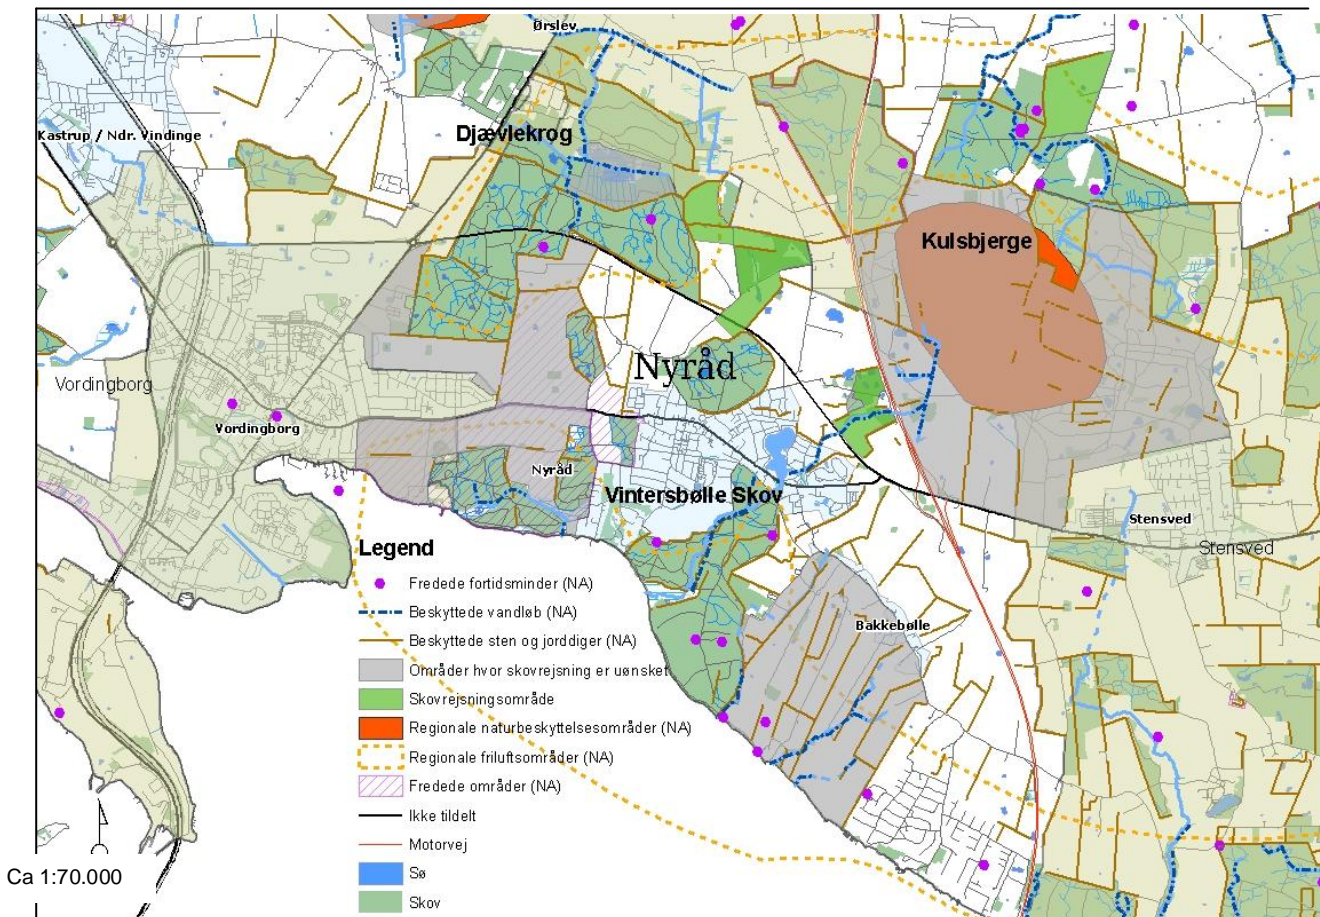 Ørslev
Kastrup / Ndr. Vindinge
Djævlekrog
Kulsbjerge
Nyråd
Vordingborg
Vordingborg
Nyråd
Vintersbølle Skov
Stensved
Stensved
Bakkebølle
Legend
Fredede fortidsminder (NA)
Beskyttede vandløb (NA)
Beskyttede sten og jorddiger (NA)
Områder hvor skovrejsning er uønsket
Skovrejsningsområde
Regionale naturbeskyttelsesområder (NA)
Regionale friluftsområder (NA)
Fredede områder (NA)
Ikke tildelt
Motorvej
Sø
Skov
Ca 1:70.000